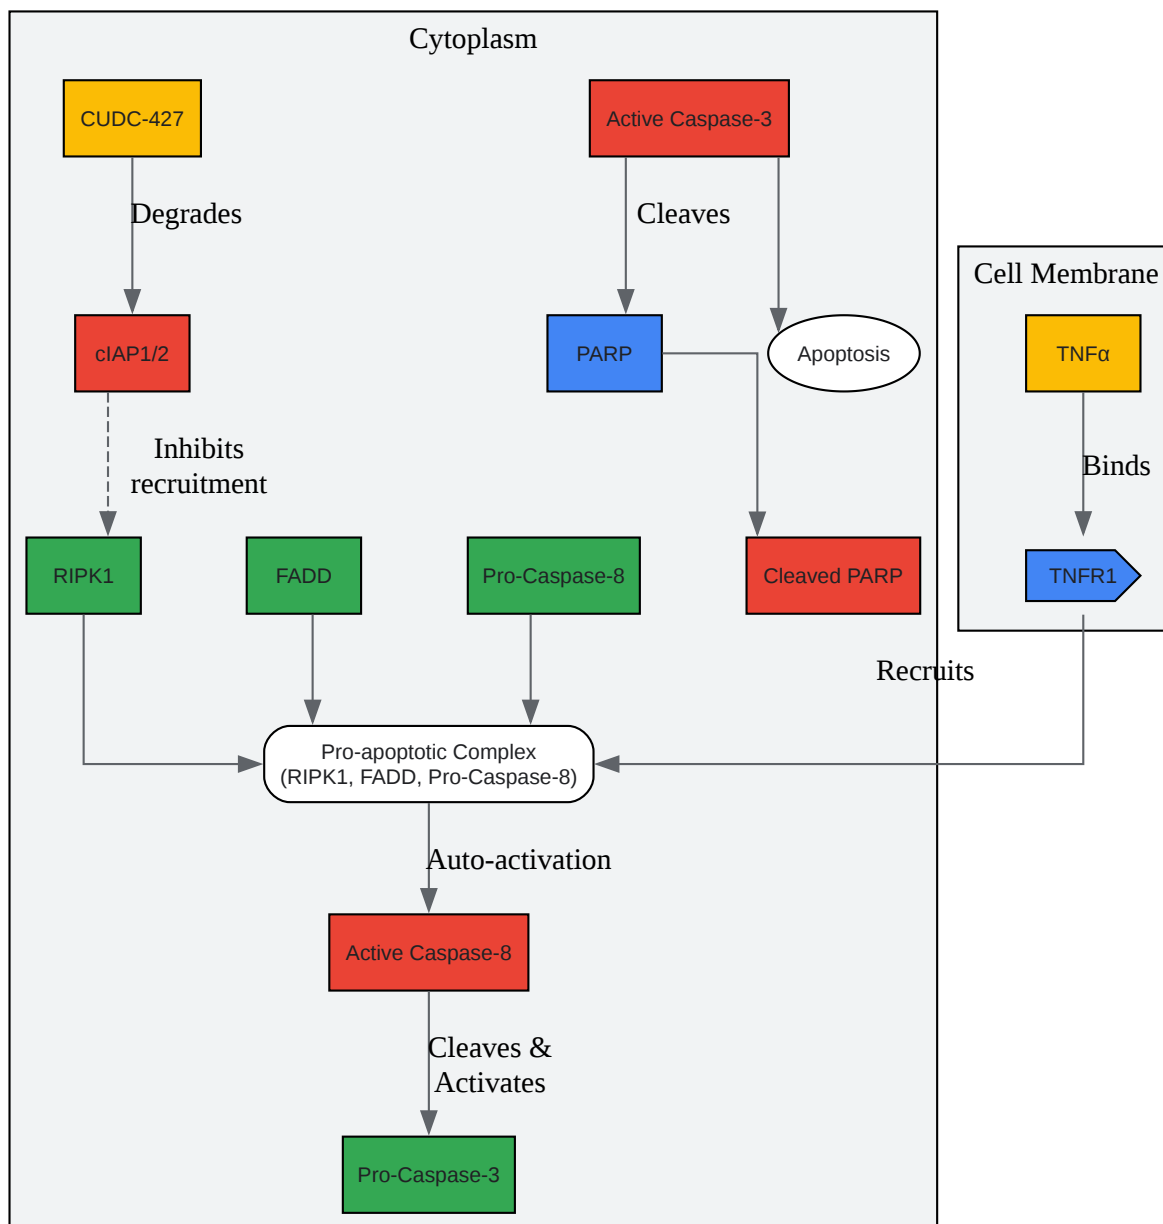 Cytoplasm
CUDC-427
Active Caspase-3
Degrades
Cleaves
Cell Membrane
cIAP1/2
PARP
Apoptosis
TNFα
Inhibits
recruitment
Binds
RIPK1
FADD
Pro-Caspase-8
Cleaved PARP
TNFR1
Recruits
Pro-apoptotic Complex
(RIPK1, FADD, Pro-Caspase-8)
Auto-activation
Active Caspase-8
Cleaves &
Activates
Pro-Caspase-3